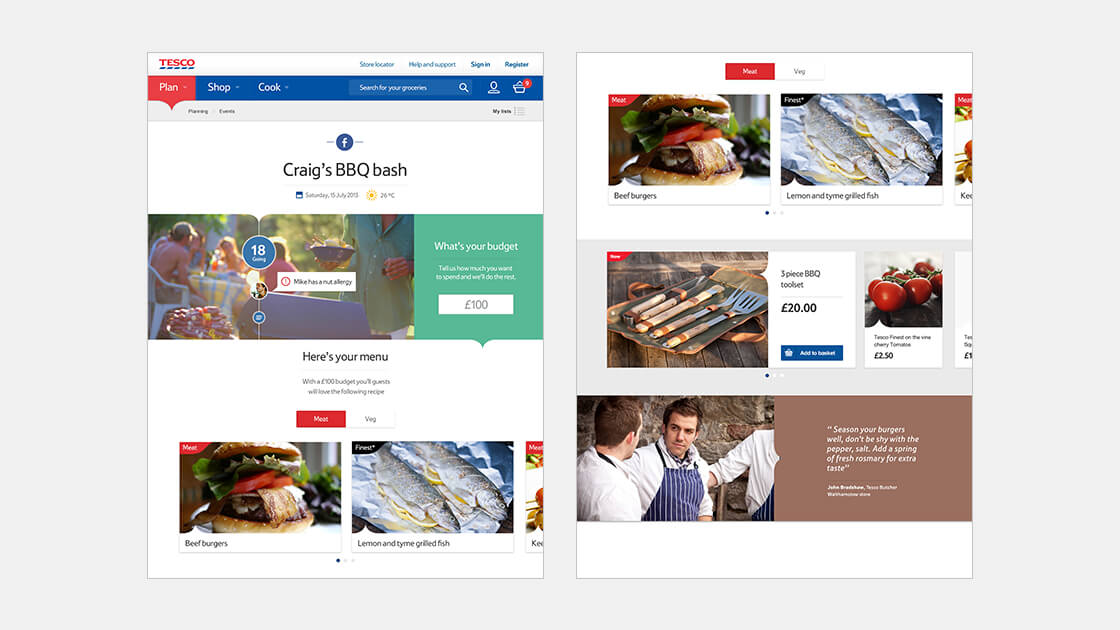 TESCO
Store locator
Help and support
Sign in
Register
Plan
Shop
Cook
Search for your groceries
9
Planning
Events
My lists
f
Craig's BBQ bash
Saturday, 15 July 2013
26 ºC
18
Going
Mike has a nut allergy
What's your budget
Tell us how much you want
to spend and we'll do the rest.
£100
Here's your menu
With a £100 budget you'll guests
will love the following recipe
Meat
Veg
Meat
Beef burgers
Finest*
Lemon and tyme grilled fish
Meat
Kee
Meat
Veg
Meat
Beef burgers
Finest*
Lemon and tyme grilled fish
Mea
Kee
New
3 piece BBQ
toolset
£20.00
Add to basket
Tesco Finest on the vine
cherry Tomatoe
£2.50
Tes
£1
" Season your burgers
well, don't be shy with the
pepper, salt. Add a spring
of fresh rosmary for extra
taste"
John Bradshaw, Tesco Butcher
Walthamstow store